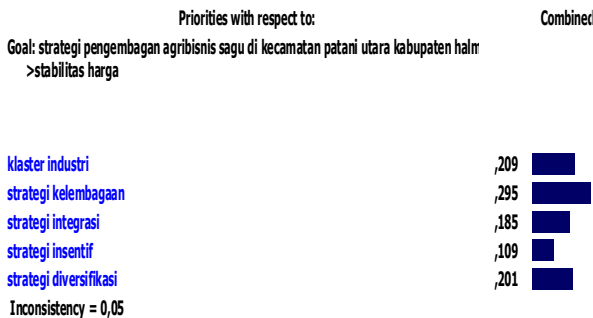 Priorities with respect to: Combined
Goal: strategi pengembagan agribisnis sagu di kecamatan patani utara kabupaten halm
>stabilitas harga
klaster industri ,209
strategi kelembagaan ,295
strategi integrasi ,185
strategi insentif ,109
strategi diversifikasi ,201
Inconsistency = 0,05